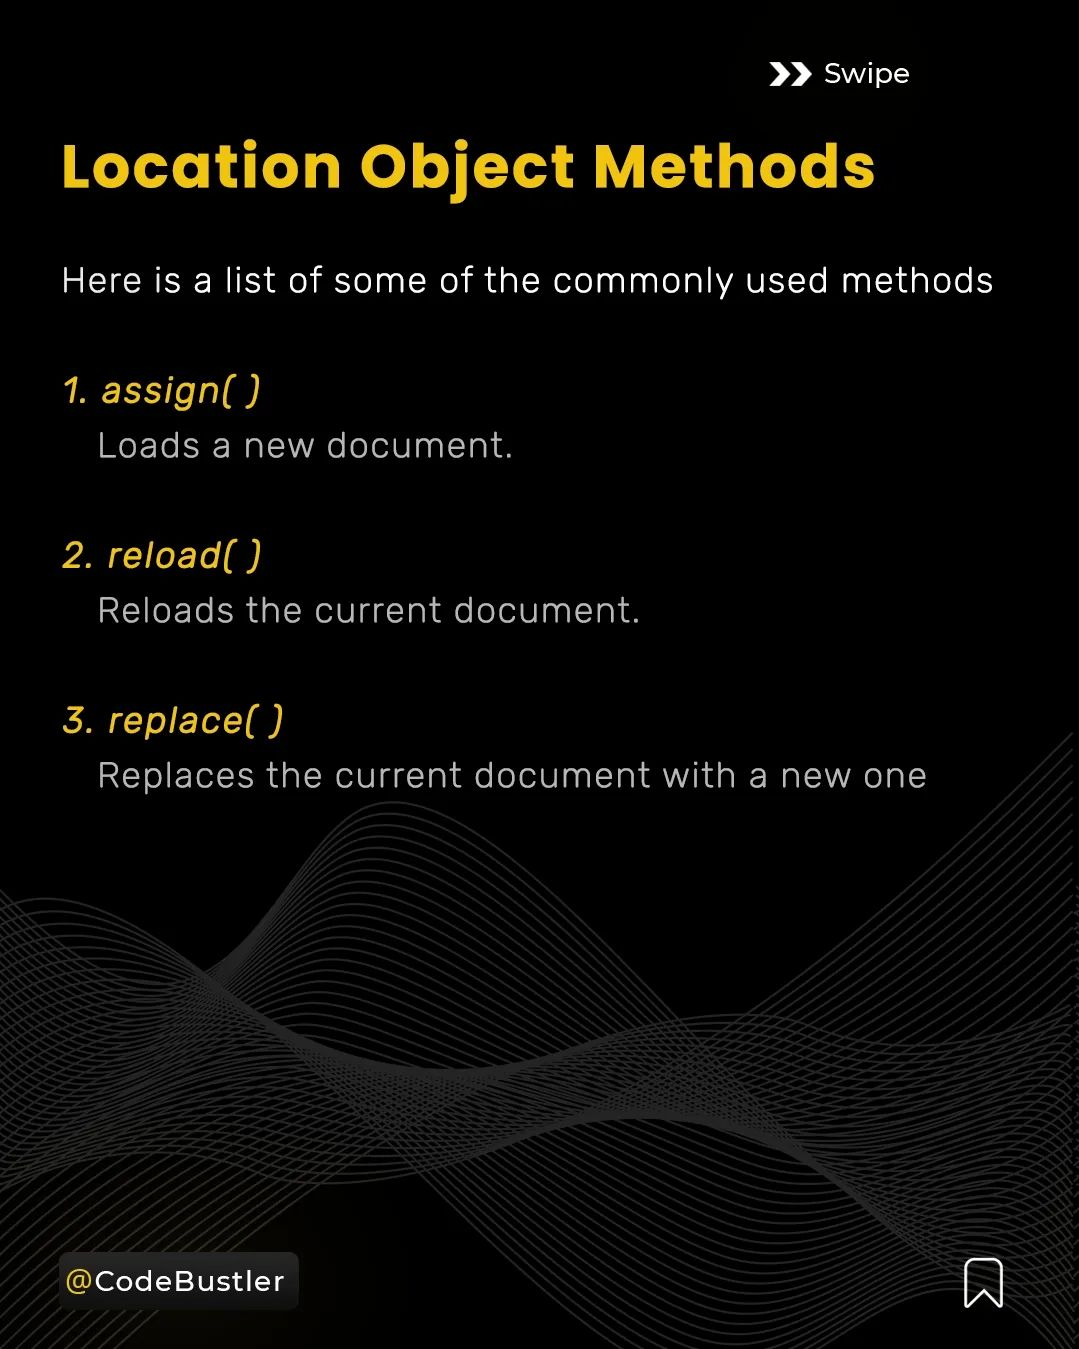 Swipe
Location Object Methods
Here is a list of some of the commonly used methods
1. assign( )
Loads a new document.
2. reload( )
Reloads the current document.
3. replace( )
Replaces the current document with a new one
@CodeBustler